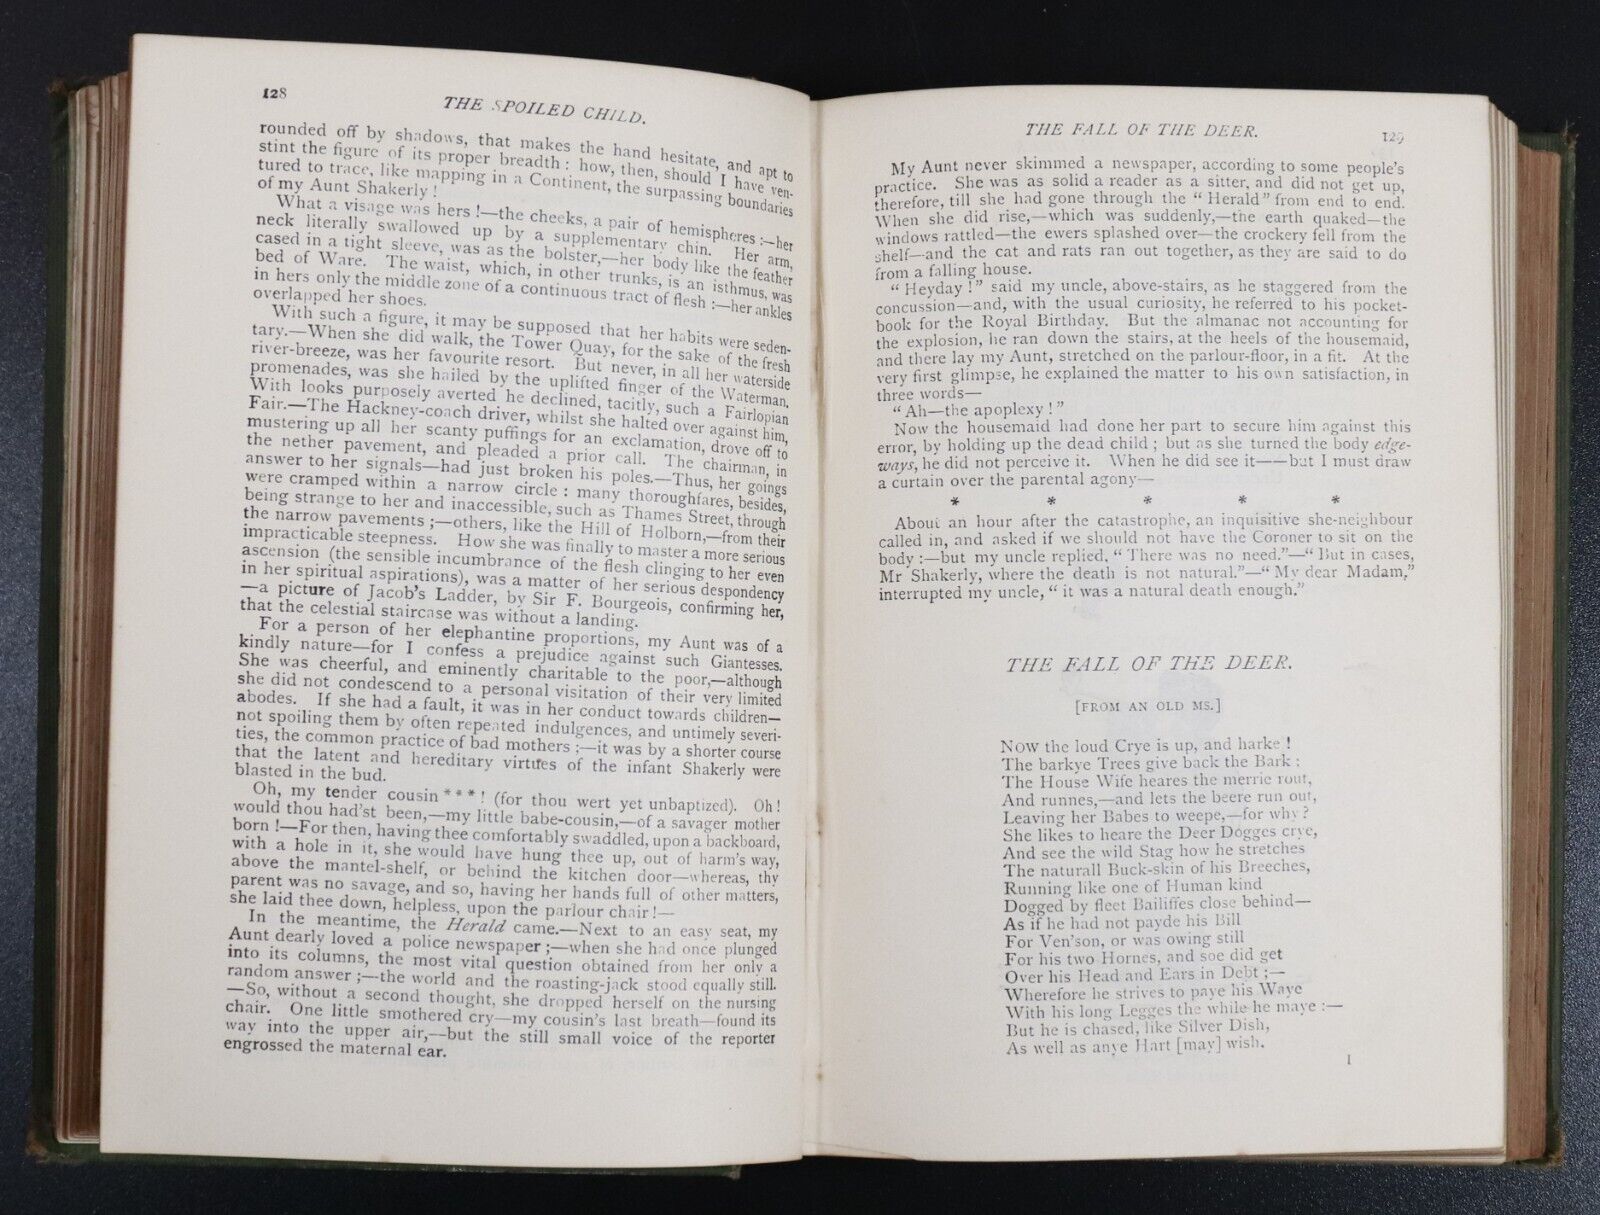 128
THE SPOILED CHILD.
rounded off by shadows, that makes the hand hesitate, and apt to
stint the figure of its proper breadth : how, then, should I have ven-
tured to trace, like mapping in a Continent, the surpassing boundaries
of my Aunt Shakerly !
What a visage was hers !—the cheeks, a pair of hemispheres :—her
neck literally swallowed up by a supplementary chin. Her arm,
cased in a tight sleeve, was as the bolster,—her body like the feather
bed of Ware. The waist, which, in other trunks, is an isthmus, was
in hers only the middle zone of a continuous tract of flesh :—her ankles
overlapped her shoes.
With such a figure, it may be supposed that her habits were seden-
tary.—When she did walk, the Tower Quay, for the sake of the fresh
river-breeze, was her favourite resort. But never, in all her waterside
promenades, was she hailed by the uplifted finger of the Waterman.
With looks purposely averted he declined, tacitly, such a Fairlopian
Fair.—The Hackney-coach driver, whilst she halted over against him,
mustering up all her scanty puffings for an exclamation, drove off to
the nether pavement, and pleaded a prior call. The chairman, in
answer to her signals—had just broken his poles.—Thus, her goings
were cramped within a narrow circle : many thoroughfares, besides,
being strange to her and inaccessible, such as Thames Street, through
the narrow pavements ;—others, like the Hill of Holborn,—from their
impracticable steepness. How she was finally to master a more serious
ascension (the sensible incumbrance of the flesh clinging to her even
in her spiritual aspirations), was a matter of her serious despondency
—a picture of Jacob's Ladder, by Sir F. Bourgeois, confirming her,
that the celestial staircase was without a landing.
For a person of her elephantine proportions, my Aunt was of a
kindly nature—for I confess a prejudice against such Giantesses.
She was cheerful, and eminently charitable to the poor,—although
she did not condescend to a personal visitation of their very limited
abodes. If she had a fault, it was in her conduct towards children—
not spoiling them by often repeated indulgences, and untimely severi-
ties, the common practice of bad mothers ;—it was by a shorter course
that the latent and hereditary virtues of the infant Shakerly were
blasted in the bud.
Oh, my tender cousin * * * ! (for thou wert yet unbaptized). Oh !
would thou had'st been,—my little babe-cousin,—of a savager mother
born !—For then, having thee comfortably swaddled, upon a backboard,
with a hole in it, she would have hung thee up, out of harm's way,
above the mantel-shelf, or behind the kitchen door—whereas, thy
parent was no savage, and so, having her hands full of other matters,
she laid thee down, helpless, upon the parlour chair !—
In the meantime, the Herald came.—Next to an easy seat, my
Aunt dearly loved a police newspaper ;—when she had once plunged
into its columns, the most vital question obtained from her only a
random answer ;—the world and the roasting-jack stood equally still.
—So, without a second thought, she dropped herself on the nursing
chair. One little smothered cry—my cousin's last breath—found its
way into the upper air,—but the still small voice of the reporter
engrossed the maternal ear.
THE FALL OF THE DEER.
129
My Aunt never skimmed a newspaper, according to some people's
practice. She was as solid a reader as a sitter, and did not get up,
therefore, till she had gone through the " Herald " from end to end.
When she did rise,—which was suddenly,—the earth quaked—the
windows rattled—the ewers splashed over—the crockery fell from the
shelf—and the cat and rats ran out together, as they are said to do
from a falling house.
" Heyday ! " said my uncle, above-stairs, as he staggered from the
concussion—and, with the usual curiosity, he referred to his pocket-
book for the Royal Birthday. But the almanac not accounting for
the explosion, he ran down the stairs, at the heels of the housemaid,
and there lay my Aunt, stretched on the parlour-floor, in a fit. At the
very first glimpse, he explained the matter to his own satisfaction, in
three words—
" Ah—the apoplexy ! "
Now the housemaid had done her part to secure him against this
error, by holding up the dead child ; but as she turned the body edge-
ways, he did not perceive it. When he did see it——but I must draw
a curtain over the parental agony—
* * * * *
About an hour after the catastrophe, an inquisitive she-neighbour
called in, and asked if we should not have the Coroner to sit on the
body :—but my uncle replied, " There was no need."—" But in cases,
Mr Shakerly, where the death is not natural."—" My dear Madam,"
interrupted my uncle, " it was a natural death enough."
THE FALL OF THE DEER.
[FROM AN OLD MS.]
NOW the loud Crye is up, and harke !
The barkye Trees give back the Bark ;
The House Wife heares the merrie rout,
And runnes,—and lets the beere run out,
Leaving her Babes to weepe,—for why ?
She likes to heare the Deer Dogges crye,
And see the wild Stag how he stretches
The naturall Buck-skin of his Breeches,
Running like one of Human kind
Dogged by fleet Bailiffes close behind—
As if he had not payde his Bill
For Ven'son, or was owing still
For his two Hornes, and soe did get
Over his Head and Ears in Debt ;—
Wherefore he strives to paye his Waye
With his long Legges the while he maye :—
But he is chased, like Silver Dish,
As well as anye Hart [may] wish.
I